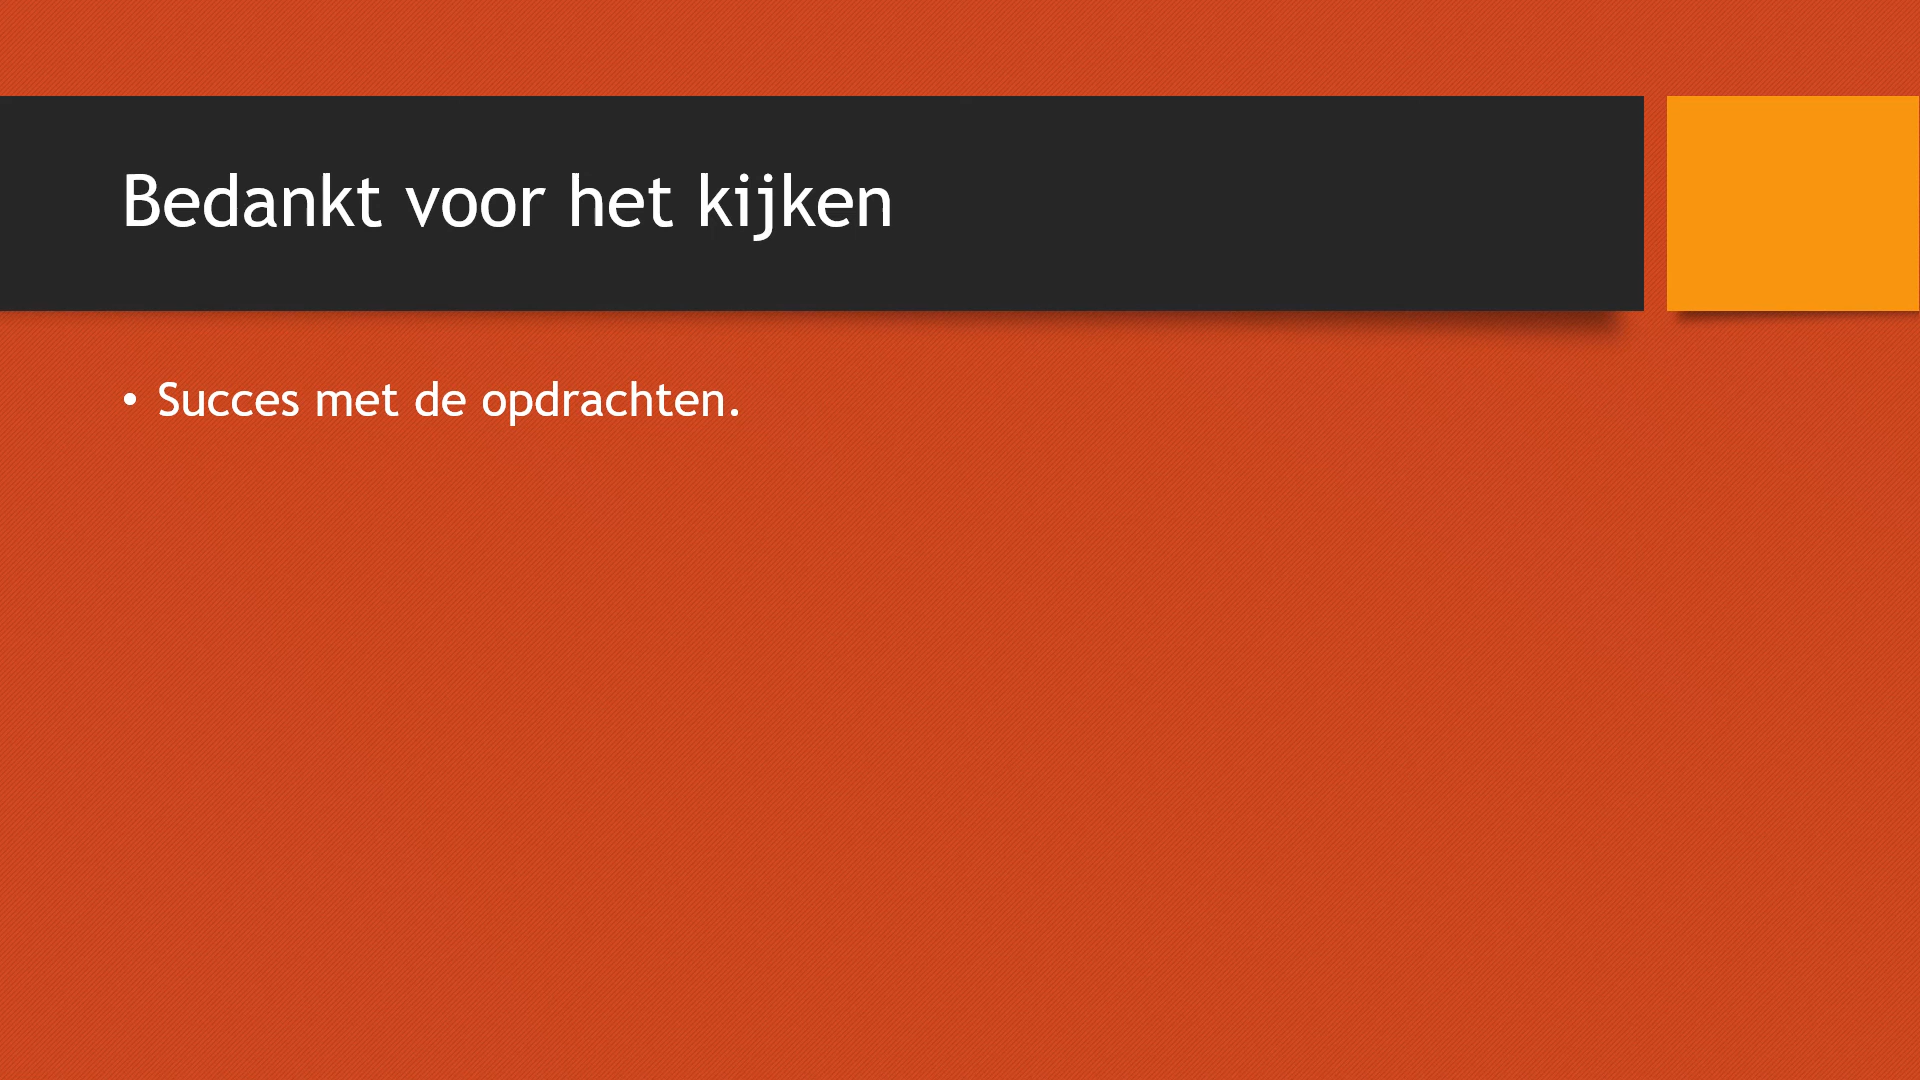 Bedankt voor het kijken
• Succes met de opdrachten.